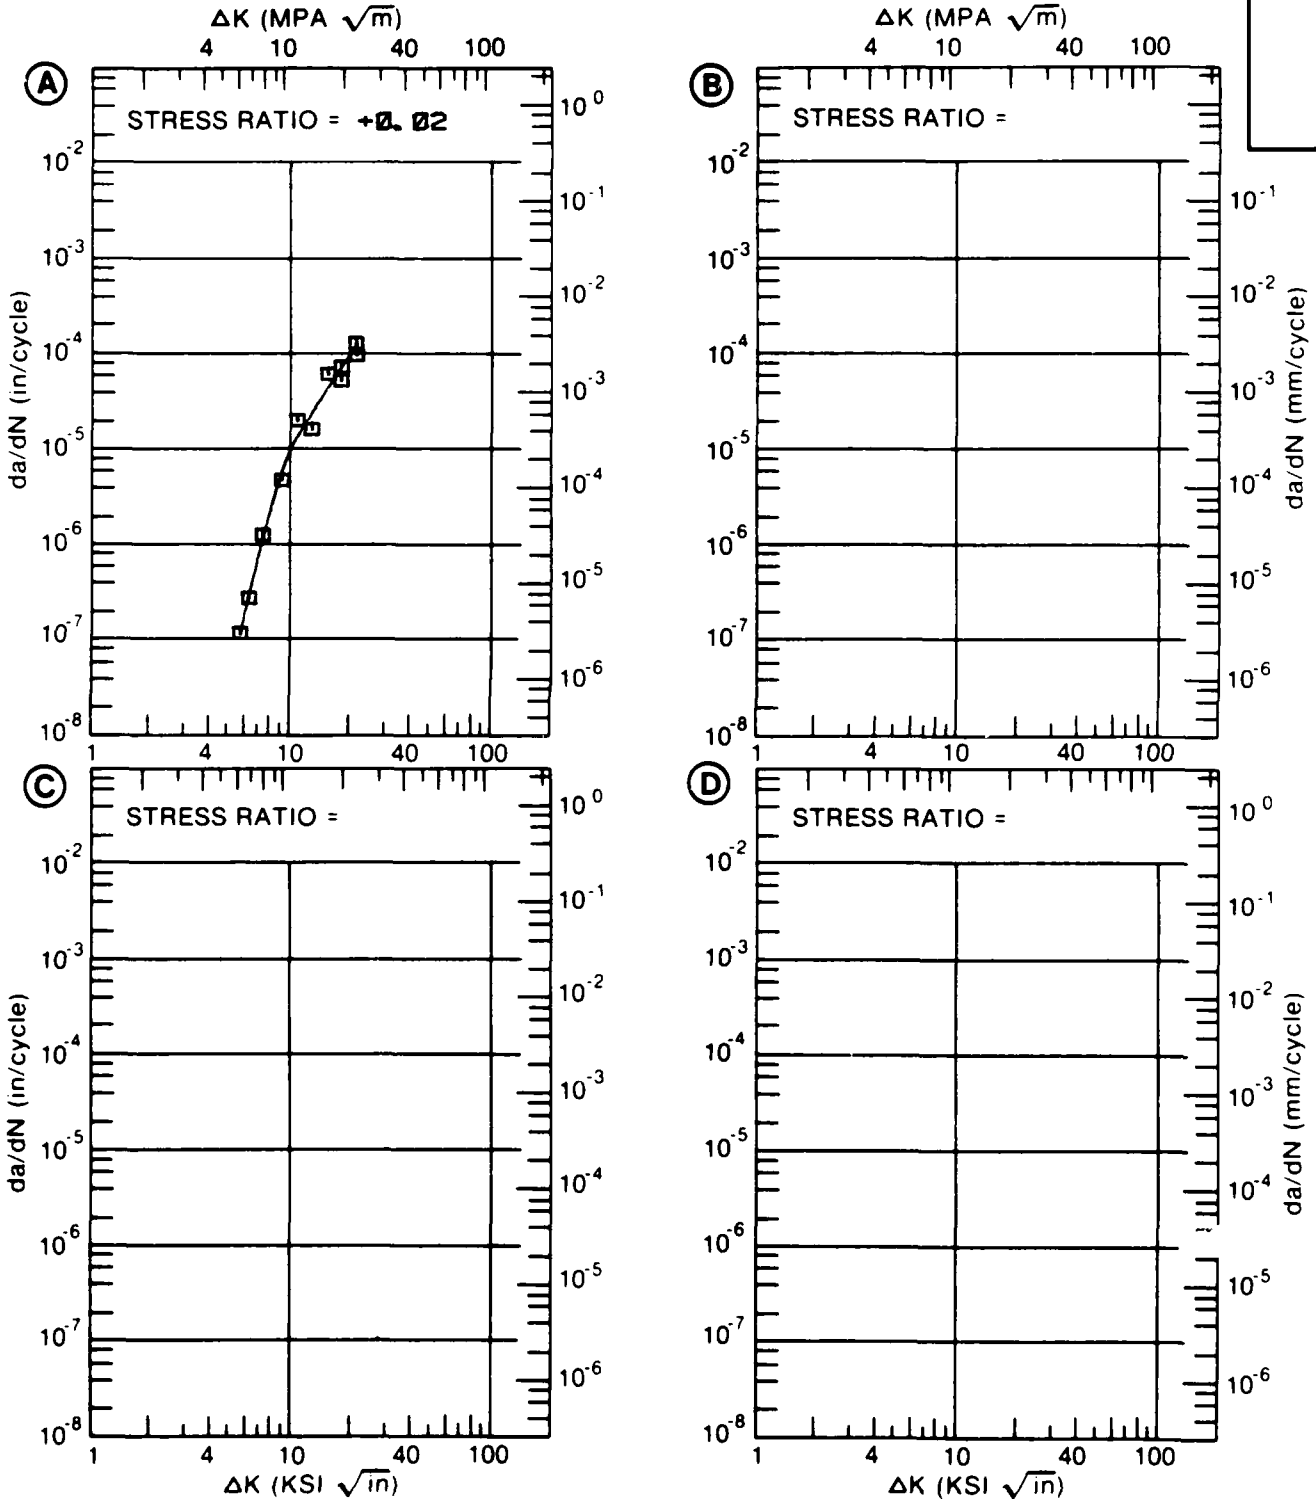 ΔK (MPA √m)
4 10 40 100
ΔK (MPA √m)
4 10 40 100
A
STRESS RATIO = +0.02
10^0
10^-1
10^-2
10^-3
10^-4
10^-5
10^-6
10^-2
10^-3
10^-4
10^-5
10^-6
10^-7
10^-8
da/dN (in/cycle)
1 4 10 40 100
B
STRESS RATIO =
10^-2
10^-3
10^-4
10^-5
10^-6
10^-7
10^-8
10^-1
10^-2
10^-3
10^-4
10^-5
10^-6
da/dN (mm/cycle)
1 4 10 40 100
C
STRESS RATIO =
10^0
10^-1
10^-2
10^-3
10^-4
10^-5
10^-6
10^-2
10^-3
10^-4
10^-5
10^-6
10^-7
10^-8
da/dN (in/cycle)
1 4 10 40 100
ΔK (KSI √in)
D
STRESS RATIO =
10^-2
10^-3
10^-4
10^-5
10^-6
10^-7
10^-8
10^0
10^-1
10^-2
10^-3
10^-4
10^-5
10^-6
da/dN (mm/cycle)
1 4 10 40 100
ΔK (KSI √in)